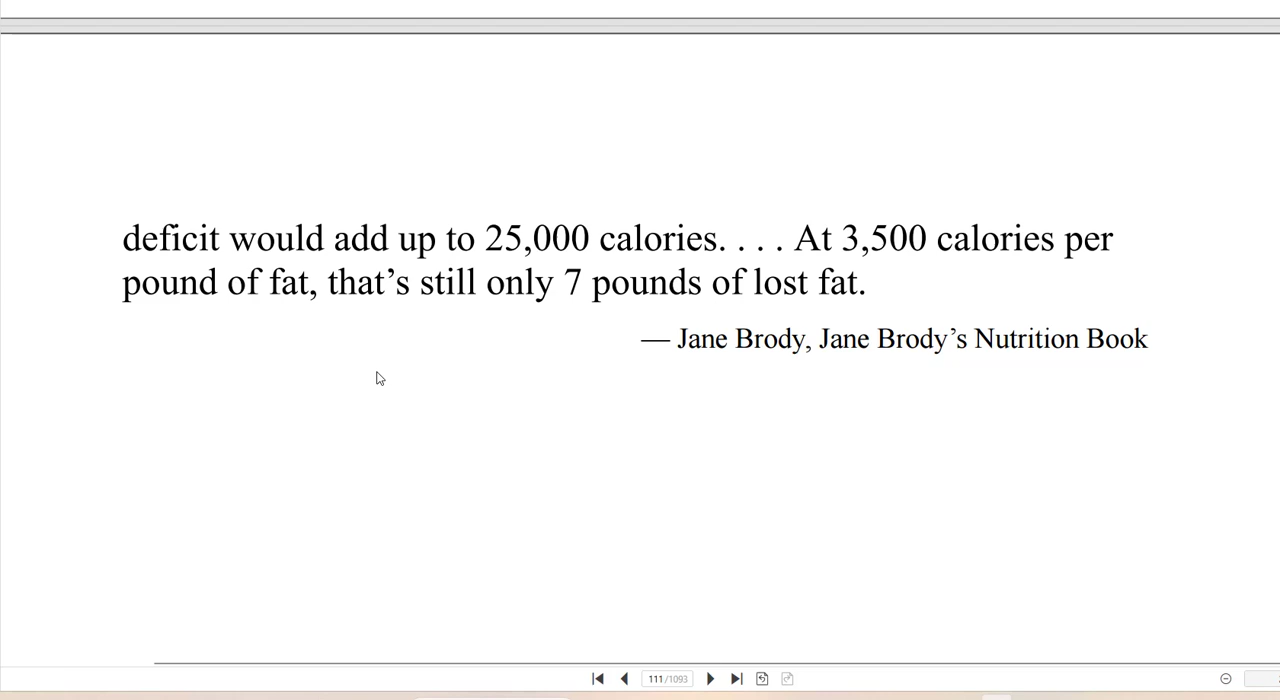 deficit would add up to 25,000 calories. . . . At 3,500 calories per
pound of fat, that’s still only 7 pounds of lost fat.
— Jane Brody, Jane Brody’s Nutrition Book
111/1093